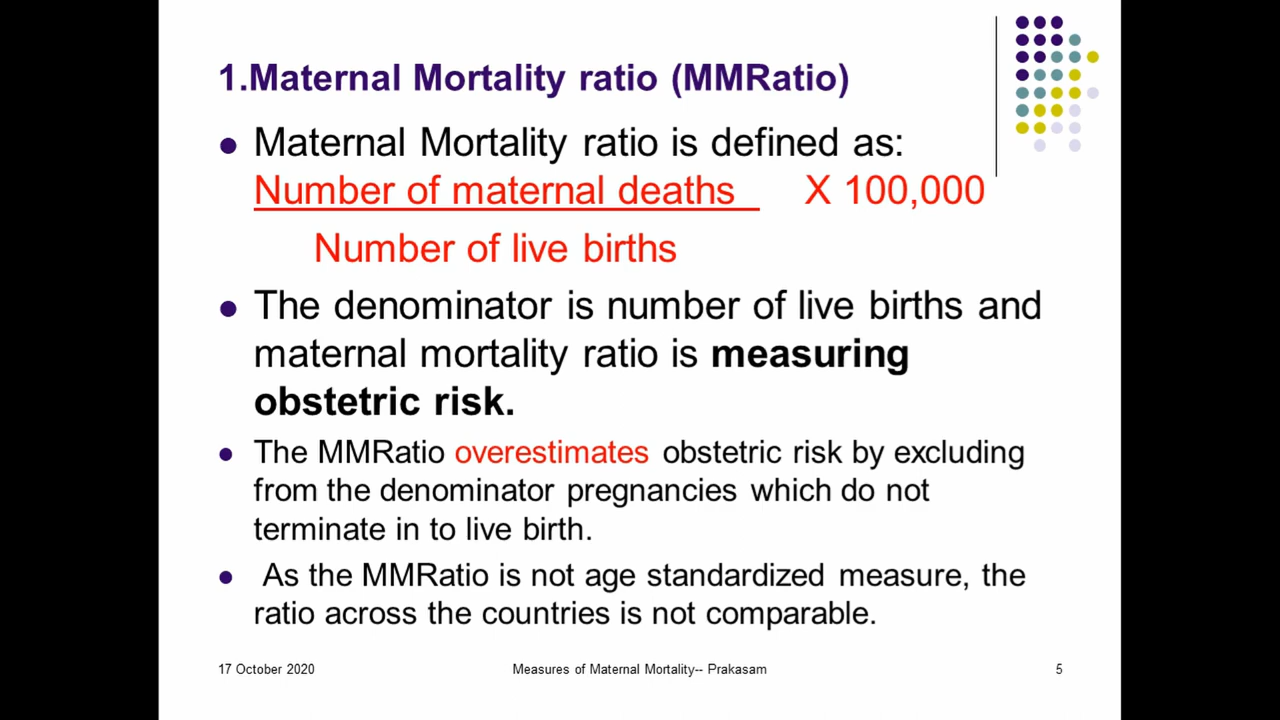 1.Maternal Mortality ratio (MMRatio)
Maternal Mortality ratio is defined as:
Number of maternal deaths X 100,000
Number of live births
The denominator is number of live births and
maternal mortality ratio is measuring
obstetric risk.
The MMRatio overestimates obstetric risk by excluding
from the denominator pregnancies which do not
terminate in to live birth.
As the MMRatio is not age standardized measure, the
ratio across the countries is not comparable.
17 October 2020 Measures of Maternal Mortality-- Prakasam 5